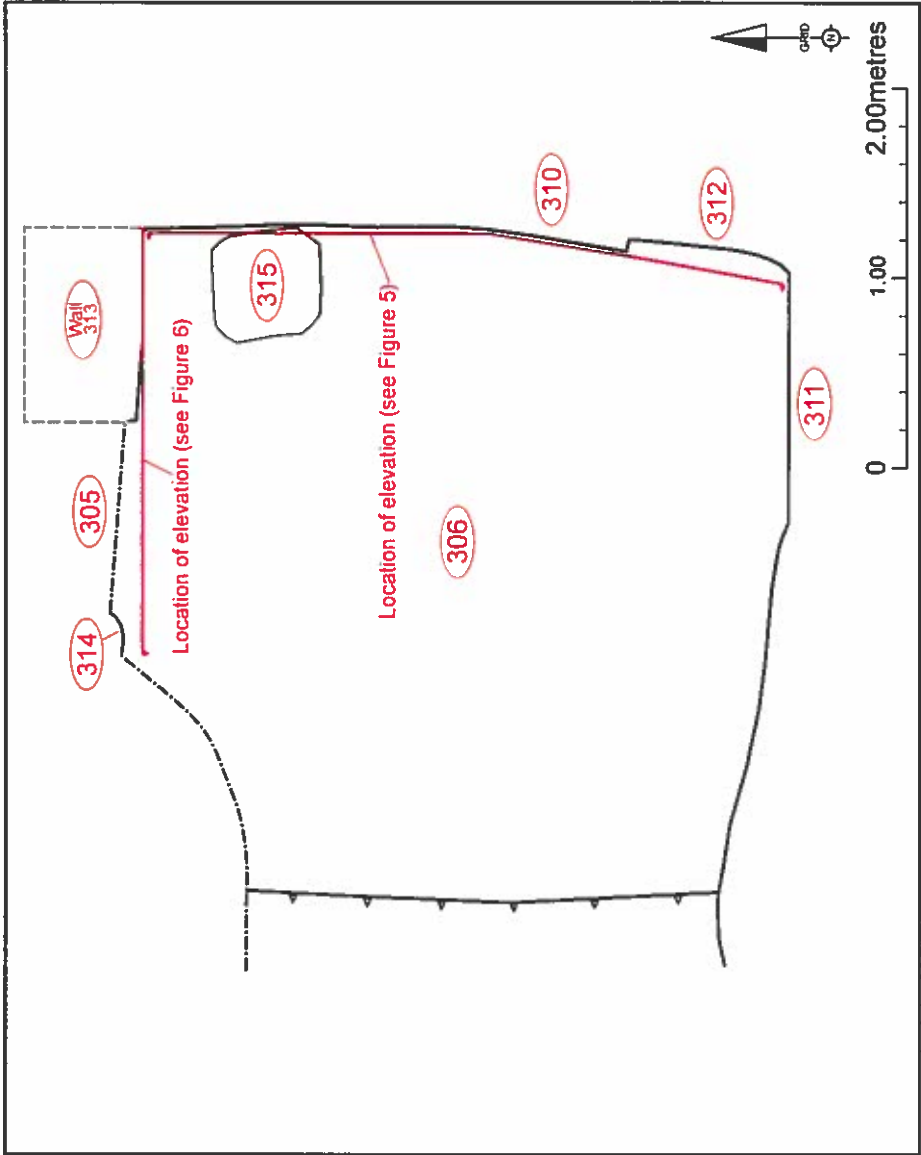 Wall
313
305
314
Location of elevation (see Figure 6)
315
Location of elevation (see Figure 5)
306
310
312
311
GRID
N
0
1.00
2.00metres